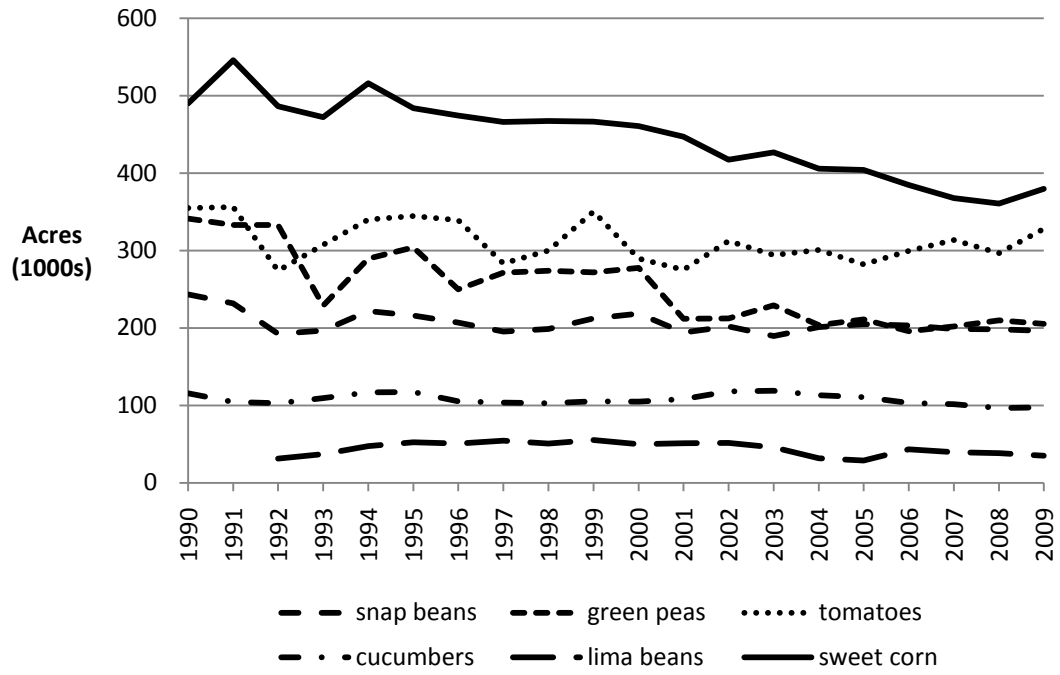 600
500
400
300
200
100
0
Acres
(1000s)
1990 1991 1992 1993 1994 1995 1996 1997 1998 1999 2000 2001 2002 2003 2004 2005 2006 2007 2008 2009
snap beans green peas tomatoes
cucumbers lima beans sweet corn